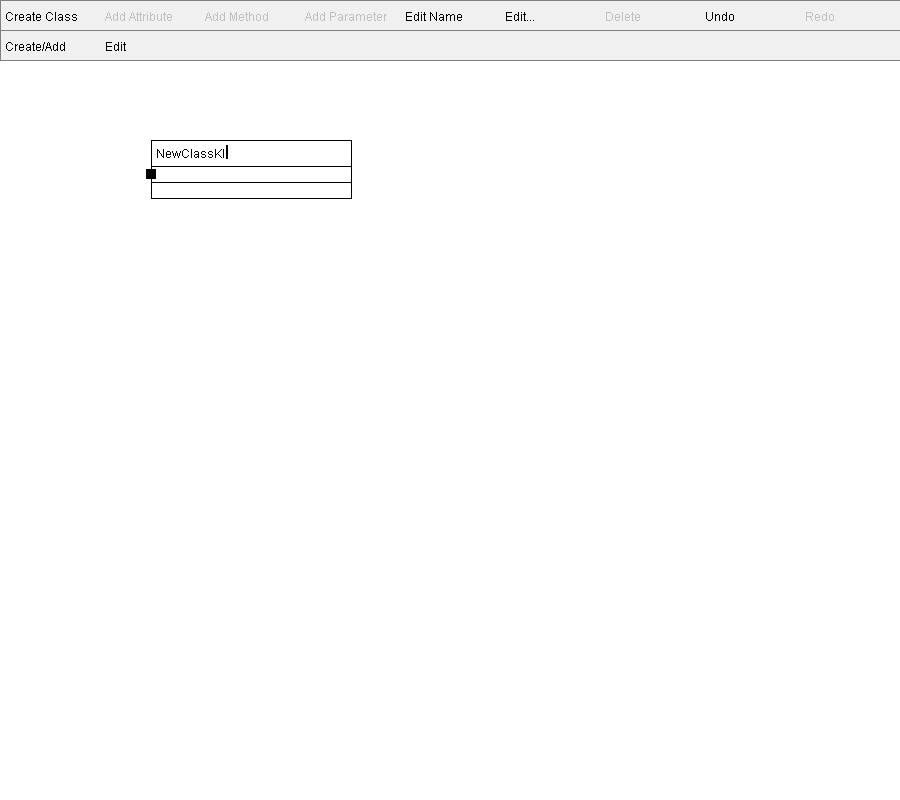 Create Class Add Attribute Add Method Add Parameter Edit Name Edit... Delete Undo Redo
Create/Add Edit
NewClassKl